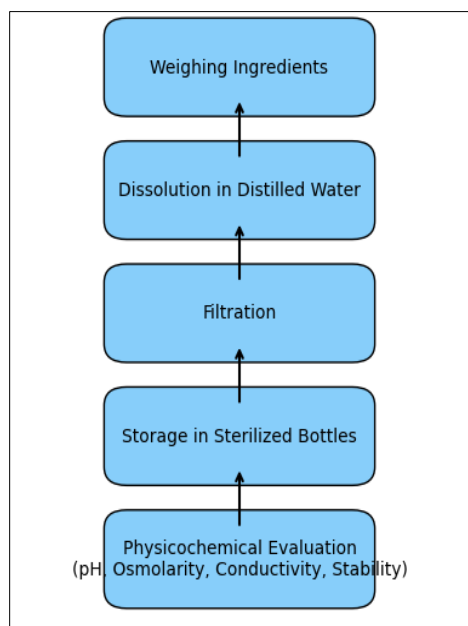 Weighing Ingredients
Dissolution in Distilled Water
Filtration
Storage in Sterilized Bottles
Physicochemical Evaluation
(pH, Osmolarity, Conductivity, Stability)